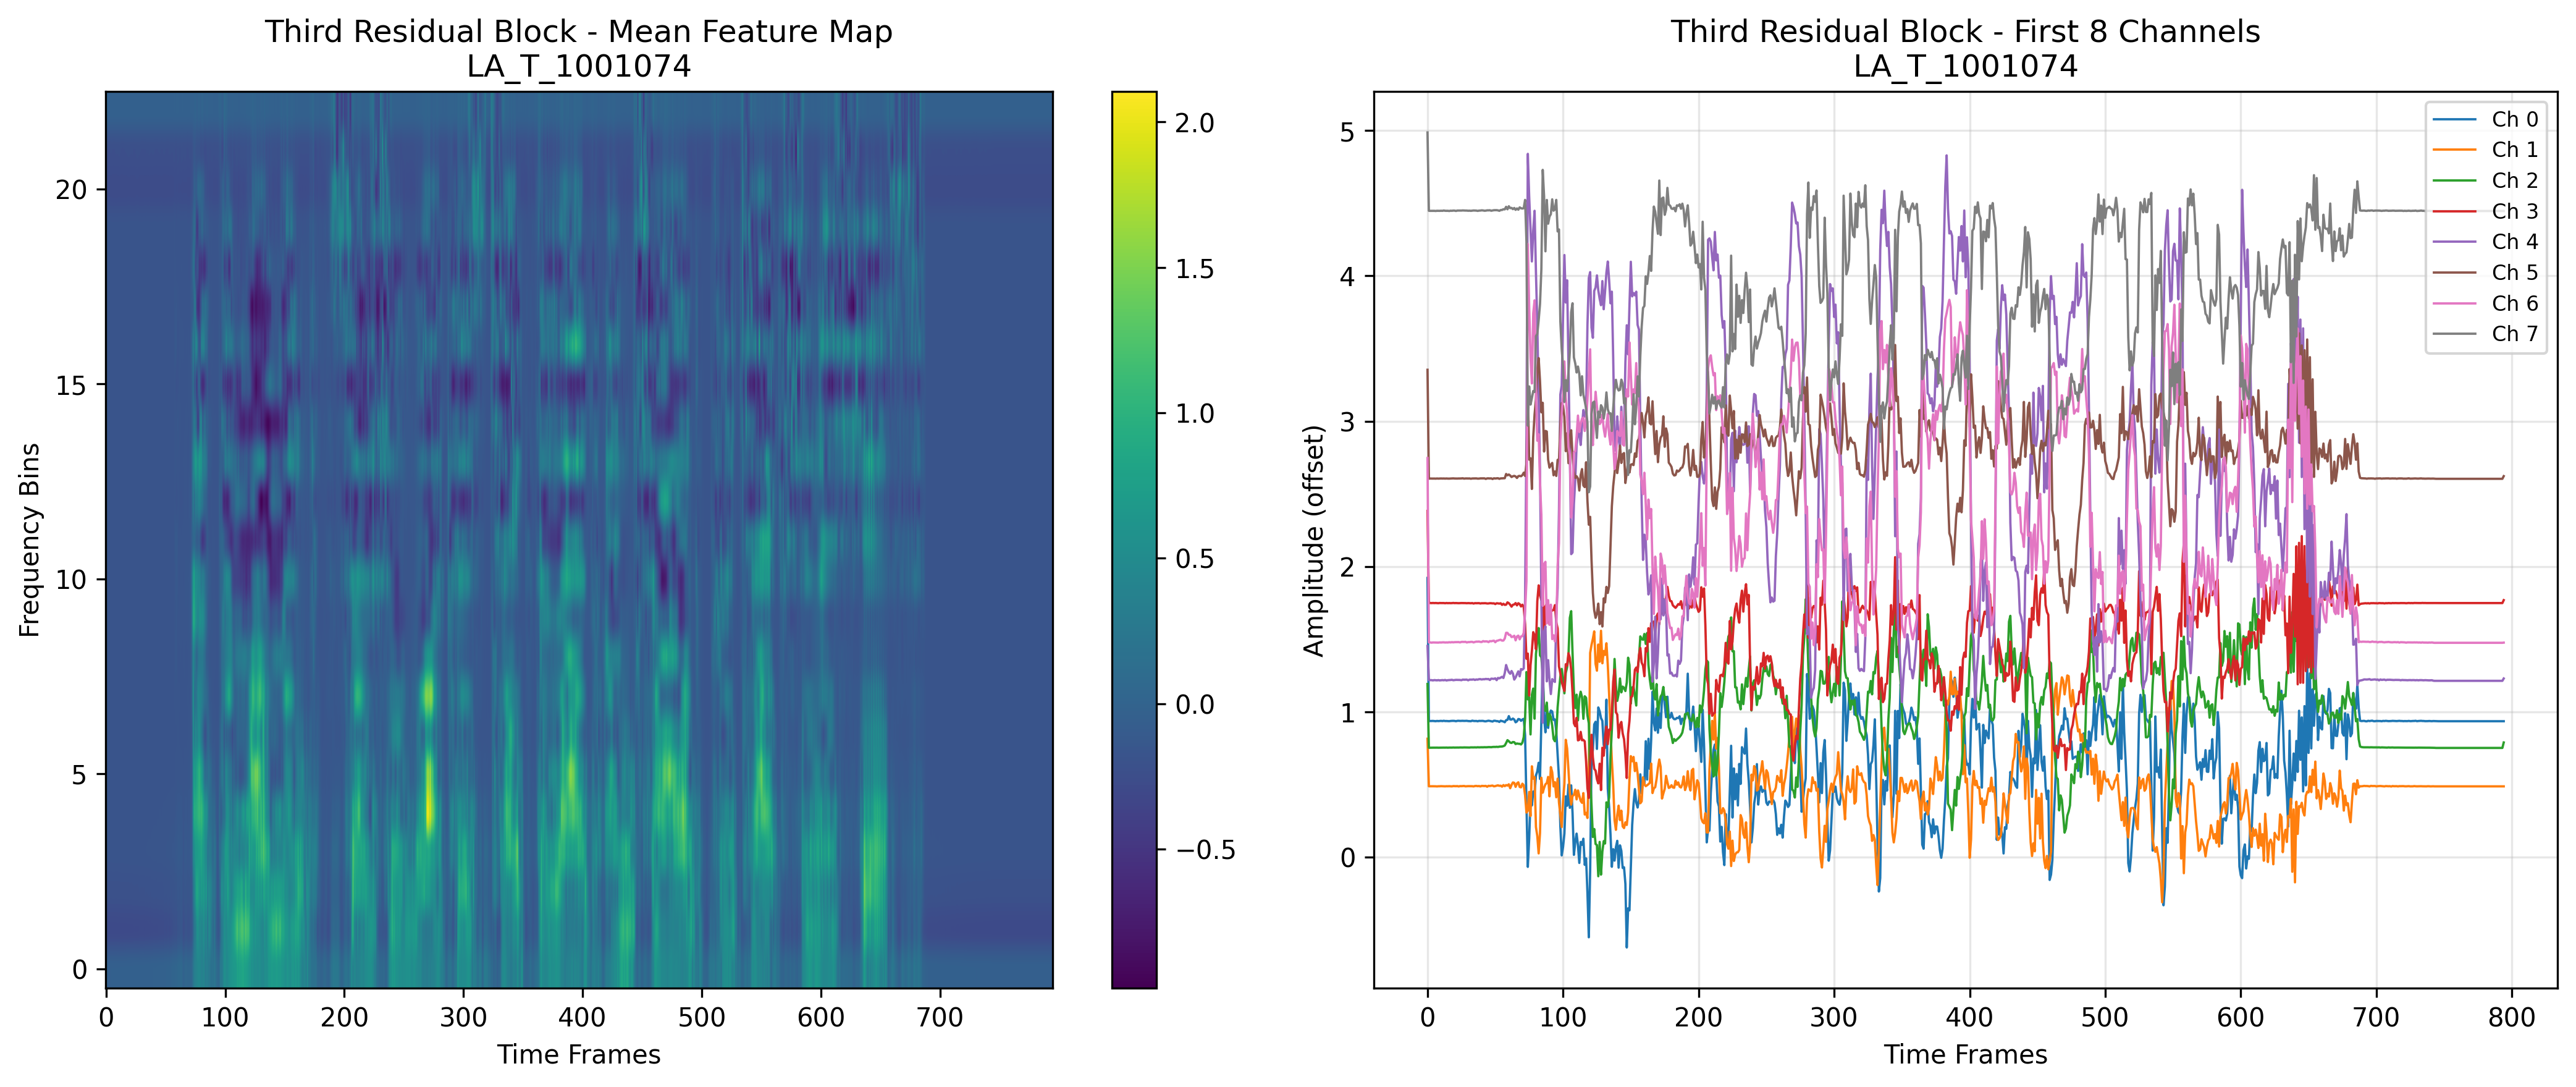 Third Residual Block - Mean Feature Map
LA_T_1001074
Frequency Bins
20
15
10
5
0
0 100 200 300 400 500 600 700
Time Frames
2.0
1.5
1.0
0.5
0.0
−0.5
Third Residual Block - First 8 Channels
LA_T_1001074
Amplitude (offset)
5
4
3
2
1
0
0 100 200 300 400 500 600 700 800
Time Frames
Ch 0
Ch 1
Ch 2
Ch 3
Ch 4
Ch 5
Ch 6
Ch 7